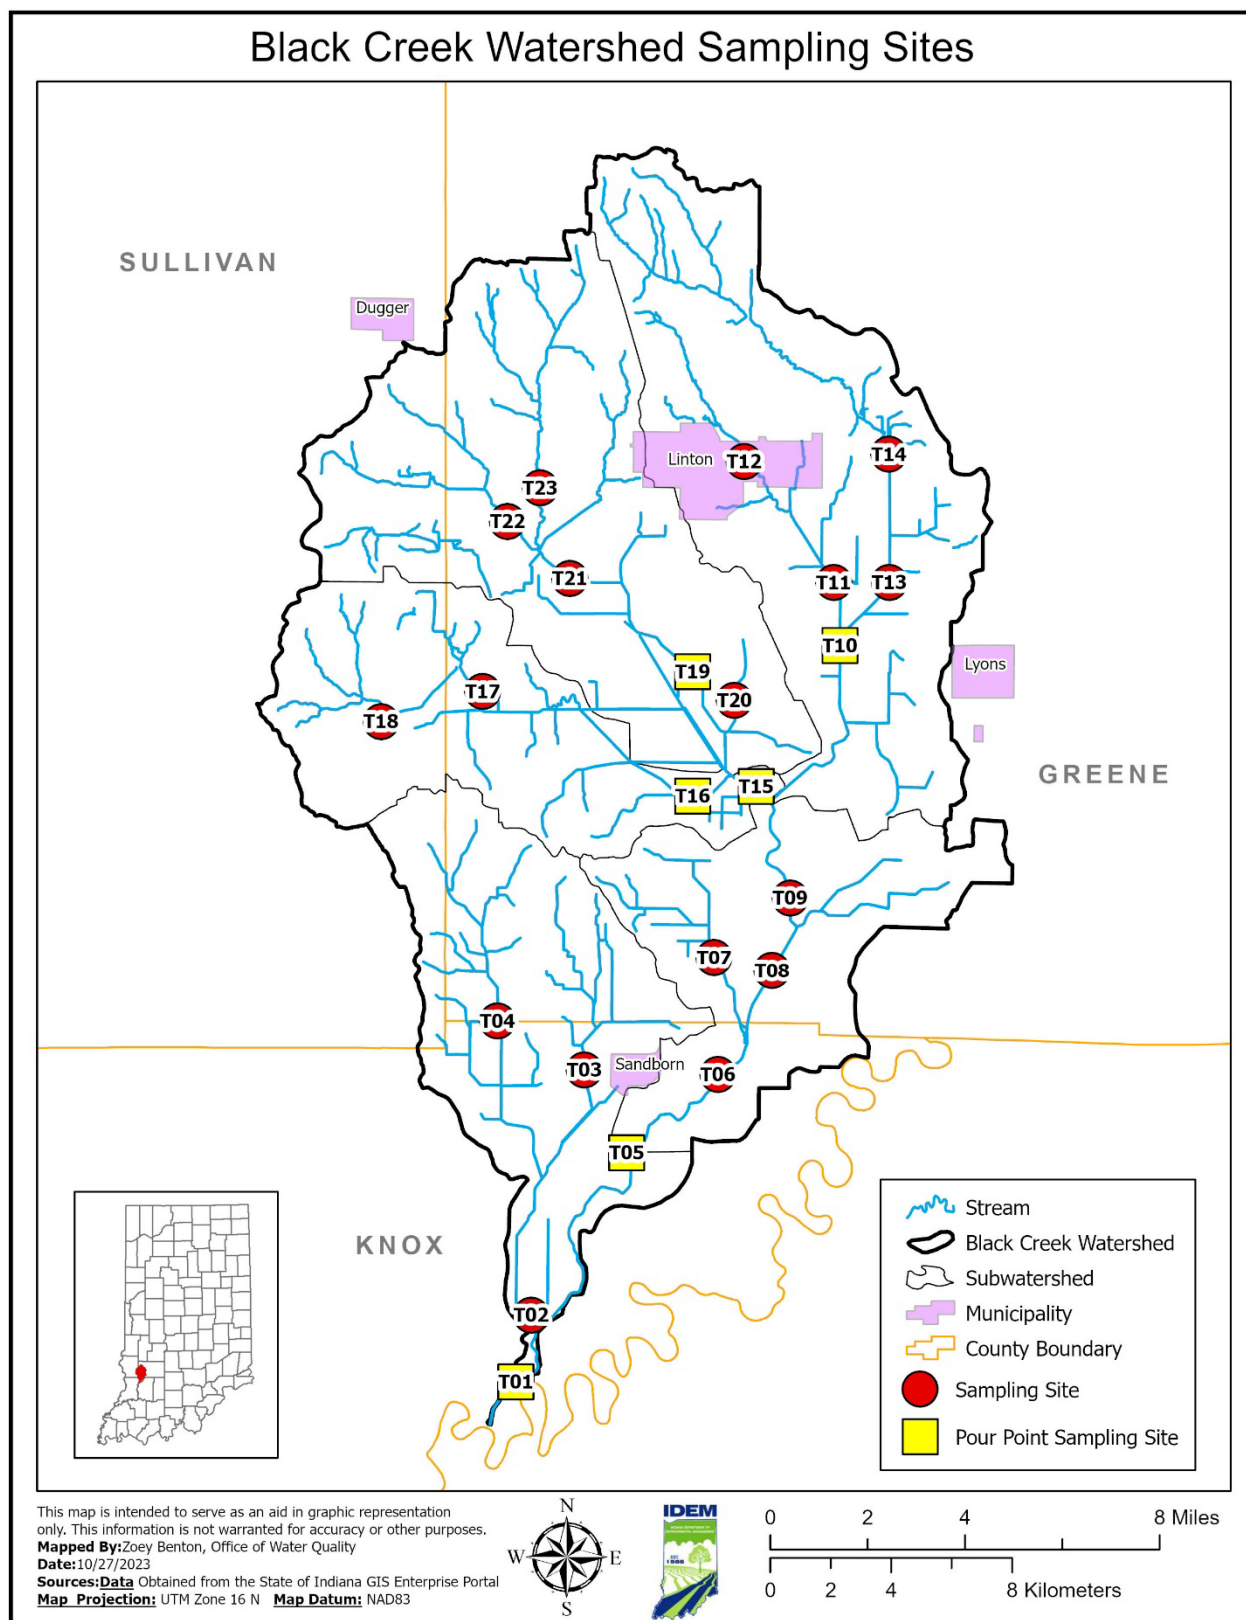 Black Creek Watershed Sampling Sites
SULLIVAN
Dugger
Linton
T12
T14
T23
T22
T21
T11
T13
T10
Lyons
T19
T20
T17
T18
GREENE
T15
T16
T09
T07
T08
T04
T03
Sandborn
T06
T05
KNOX
T02
T01
Stream
Black Creek Watershed
Subwatershed
Municipality
County Boundary
Sampling Site
Pour Point Sampling Site
This map is intended to serve as an aid in graphic representation
only. This information is not warranted for accuracy or other purposes.
Mapped By:Zoey Benton, Office of Water Quality
Date:10/27/2023
Sources:Data Obtained from the State of Indiana GIS Enterprise Portal
Map Projection: UTM Zone 16 N Map Datum: NAD83
N
W E
S
IDEM
EST.
1986
0 2 4 8 Miles
0 2 4 8 Kilometers